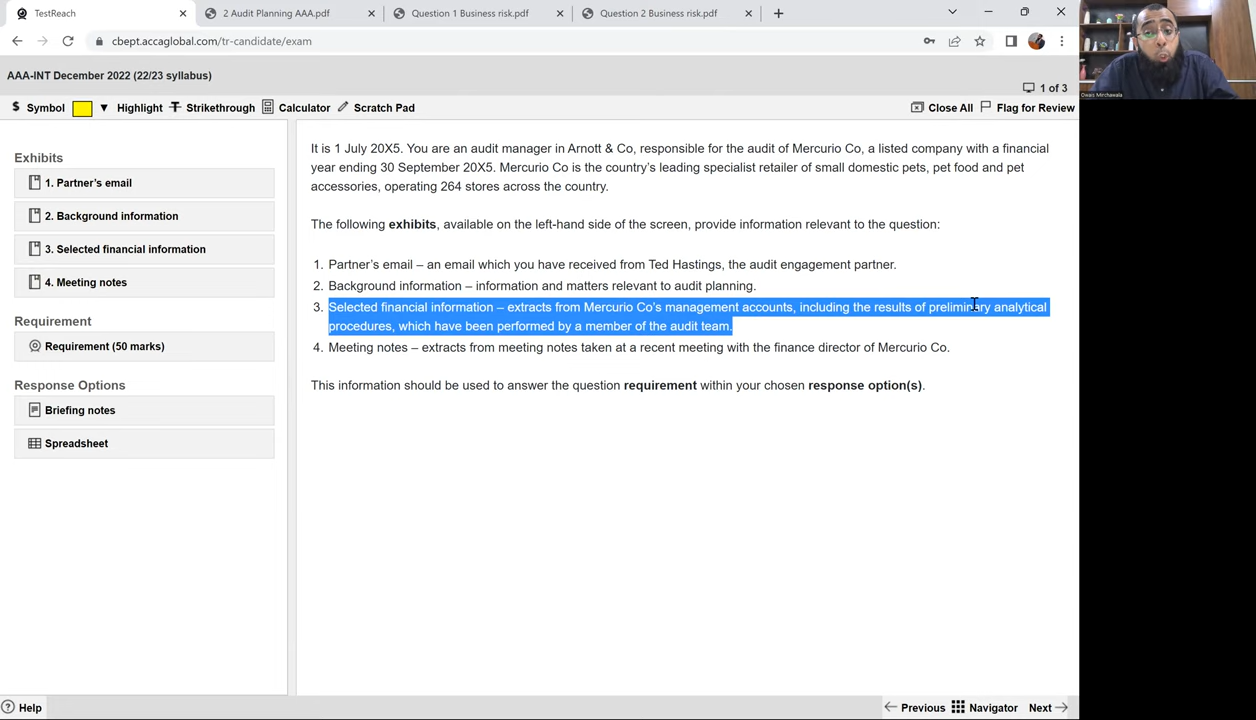 TestReach
2 Audit Planning AAA.pdf
Question 1 Business risk.pdf
Question 2 Business risk.pdf
cbept.accaglobal.com/tr-candidate/exam
AAA-INT December 2022 (22/23 syllabus)
1 of 3
$ Symbol Highlight Strikethrough Calculator Scratch Pad Close All Flag for Review
Exhibits
1. Partner's email
2. Background information
3. Selected financial information
4. Meeting notes
Requirement
Requirement (50 marks)
Response Options
Briefing notes
Spreadsheet
It is 1 July 20X5. You are an audit manager in Arnott & Co, responsible for the audit of Mercurio Co, a listed company with a financial
year ending 30 September 20X5. Mercurio Co is the country's leading specialist retailer of small domestic pets, pet food and pet
accessories, operating 264 stores across the country.
The following exhibits, available on the left-hand side of the screen, provide information relevant to the question:
1. Partner's email – an email which you have received from Ted Hastings, the audit engagement partner.
2. Background information – information and matters relevant to audit planning.
3. Selected financial information – extracts from Mercurio Co's management accounts, including the results of preliminary analytical
procedures, which have been performed by a member of the audit team.
4. Meeting notes – extracts from meeting notes taken at a recent meeting with the finance director of Mercurio Co.
This information should be used to answer the question requirement within your chosen response option(s).
Help
Previous Navigator Next
Owais Mirchawala